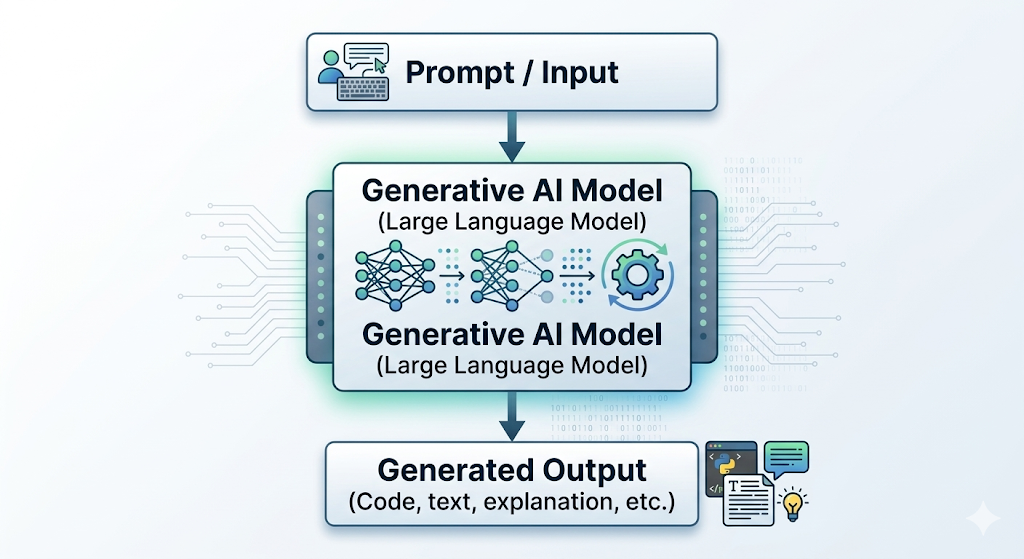 Prompt / Input
Generative AI Model
(Large Language Model)
Generative AI Model
(Large Language Model)
Generated Output
(Code, text, explanation, etc.)